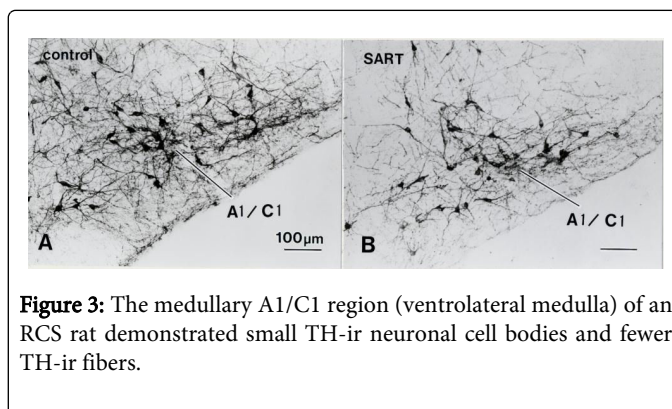 control
SART
A1/C1
A1/C1
A
100μm
B
Figure 3: The medullary A1/C1 region (ventrolateral medulla) of an
RCS rat demonstrated small TH-ir neuronal cell bodies and fewer
TH-ir fibers.